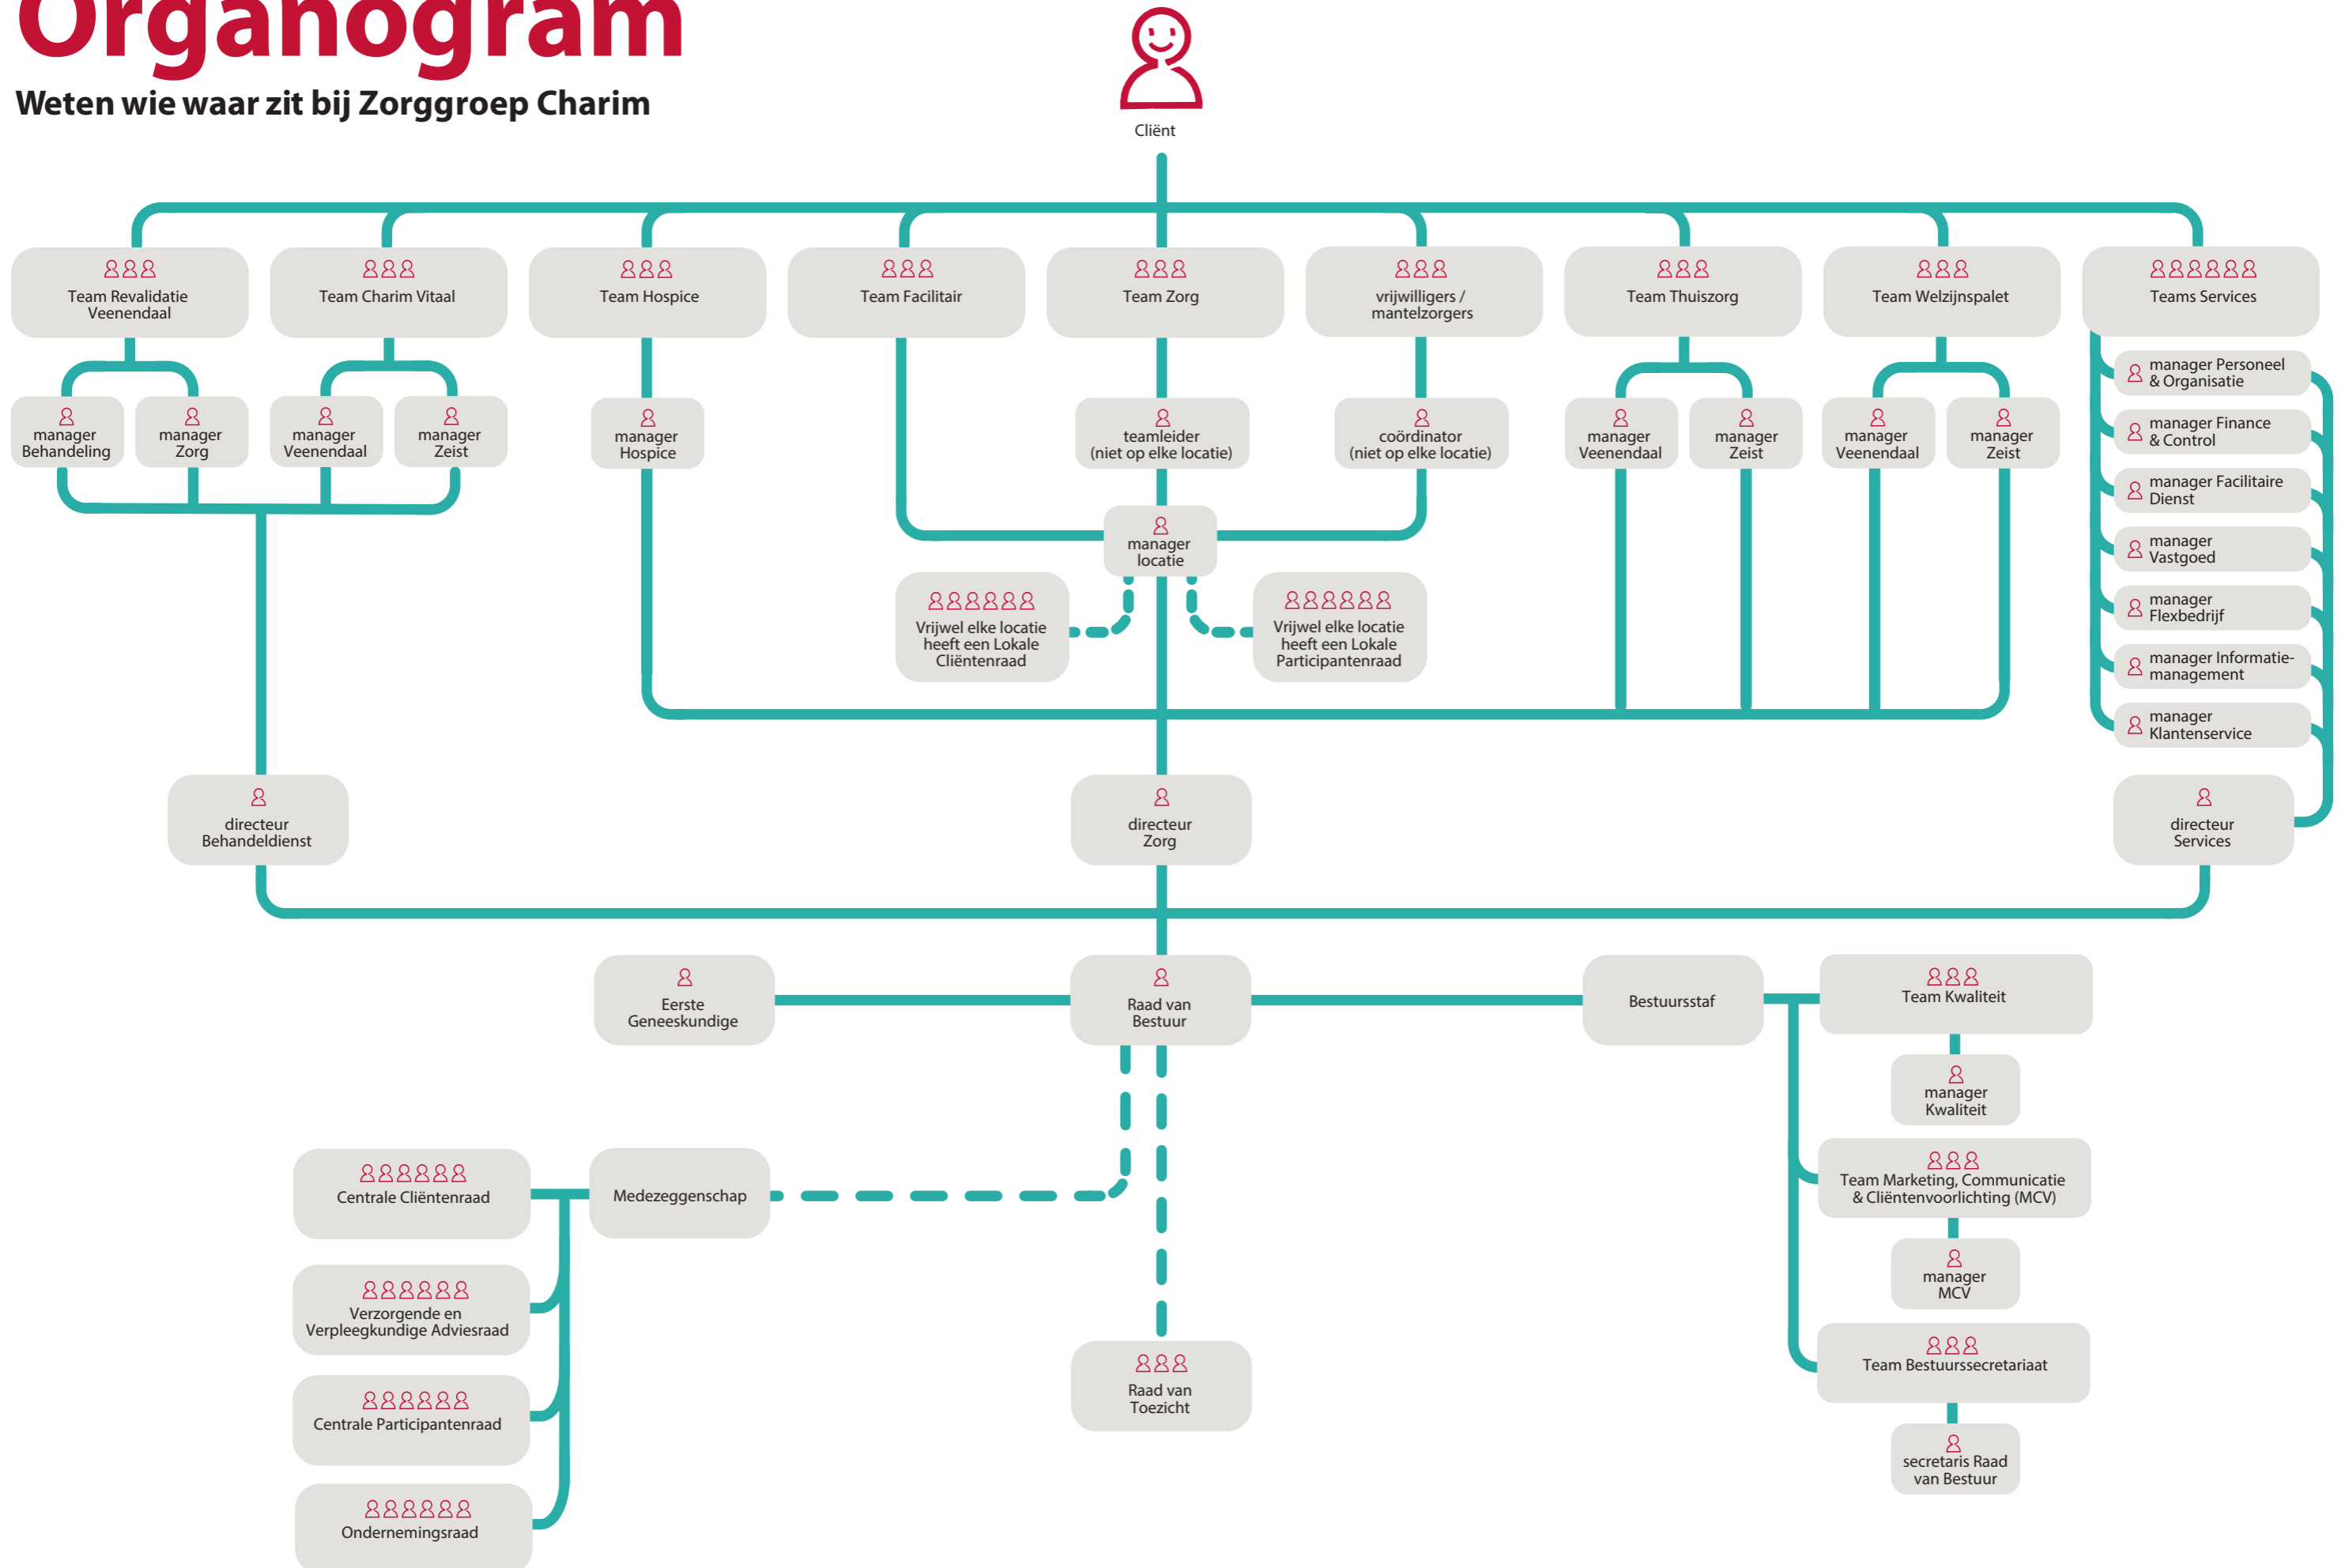 Organogram
Weten wie waar zit bij Zorggroep Charim
Cliënt
Team Revalidatie
Veenendaal
Team Charim Vitaal
Team Hospice
Team Facilitair
Team Zorg
vrijwilligers /
mantelzorgers
Team Thuiszorg
Team Welzijnspalet
Teams Services
manager
Behandeling
manager
Zorg
manager
Veenendaal
manager
Zeist
manager
Hospice
teamleider
(niet op elke locatie)
coördinator
(niet op elke locatie)
manager
Veenendaal
manager
Zeist
manager
Veenendaal
manager
Zeist
manager Personeel
& Organisatie
manager Finance
& Control
manager Facilitaire
Dienst
manager
Vastgoed
manager
Flexbedrijf
manager Informatie-
management
manager
Klantenservice
manager
locatie
Vrijwel elke locatie
heeft een Lokale
Cliëntenraad
Vrijwel elke locatie
heeft een Lokale
Participantenraad
directeur
Behandeldienst
directeur
Zorg
directeur
Services
Eerste
Geneeskundige
Raad van
Bestuur
Bestuursstaf
Team Kwaliteit
manager
Kwaliteit
Team Marketing, Communicatie
& Cliëntenvoorlichting (MCV)
manager
MCV
Team Bestuurssecretariaat
secretaris Raad
van Bestuur
Centrale Cliëntenraad
Medezeggenschap
Verzorgende en
Verpleegkundige Adviesraad
Centrale Participantenraad
Ondernemingsraad
Raad van
Toezicht